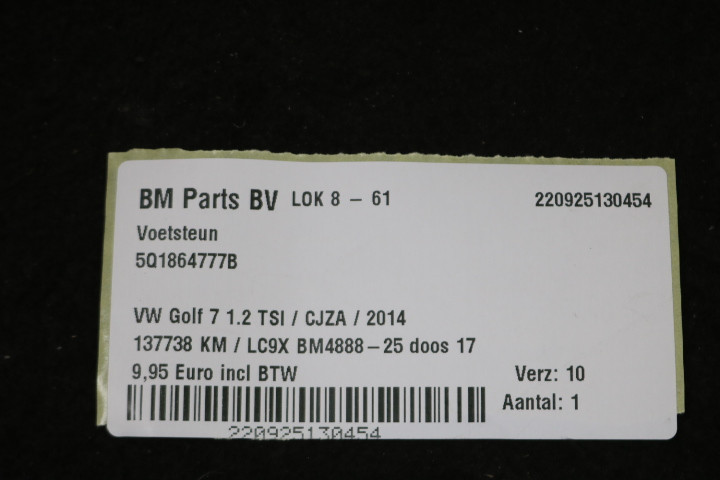 BM Parts BV LOK 8 - 61 220925130454
Voetsteun
5Q1864777B
VW Golf 7 1.2 TSI / CJZA / 2014
137738 KM / LC9X BM4888-25 doos 17
9,95 Euro incl BTW Verz: 10
Aantal: 1
220925130454